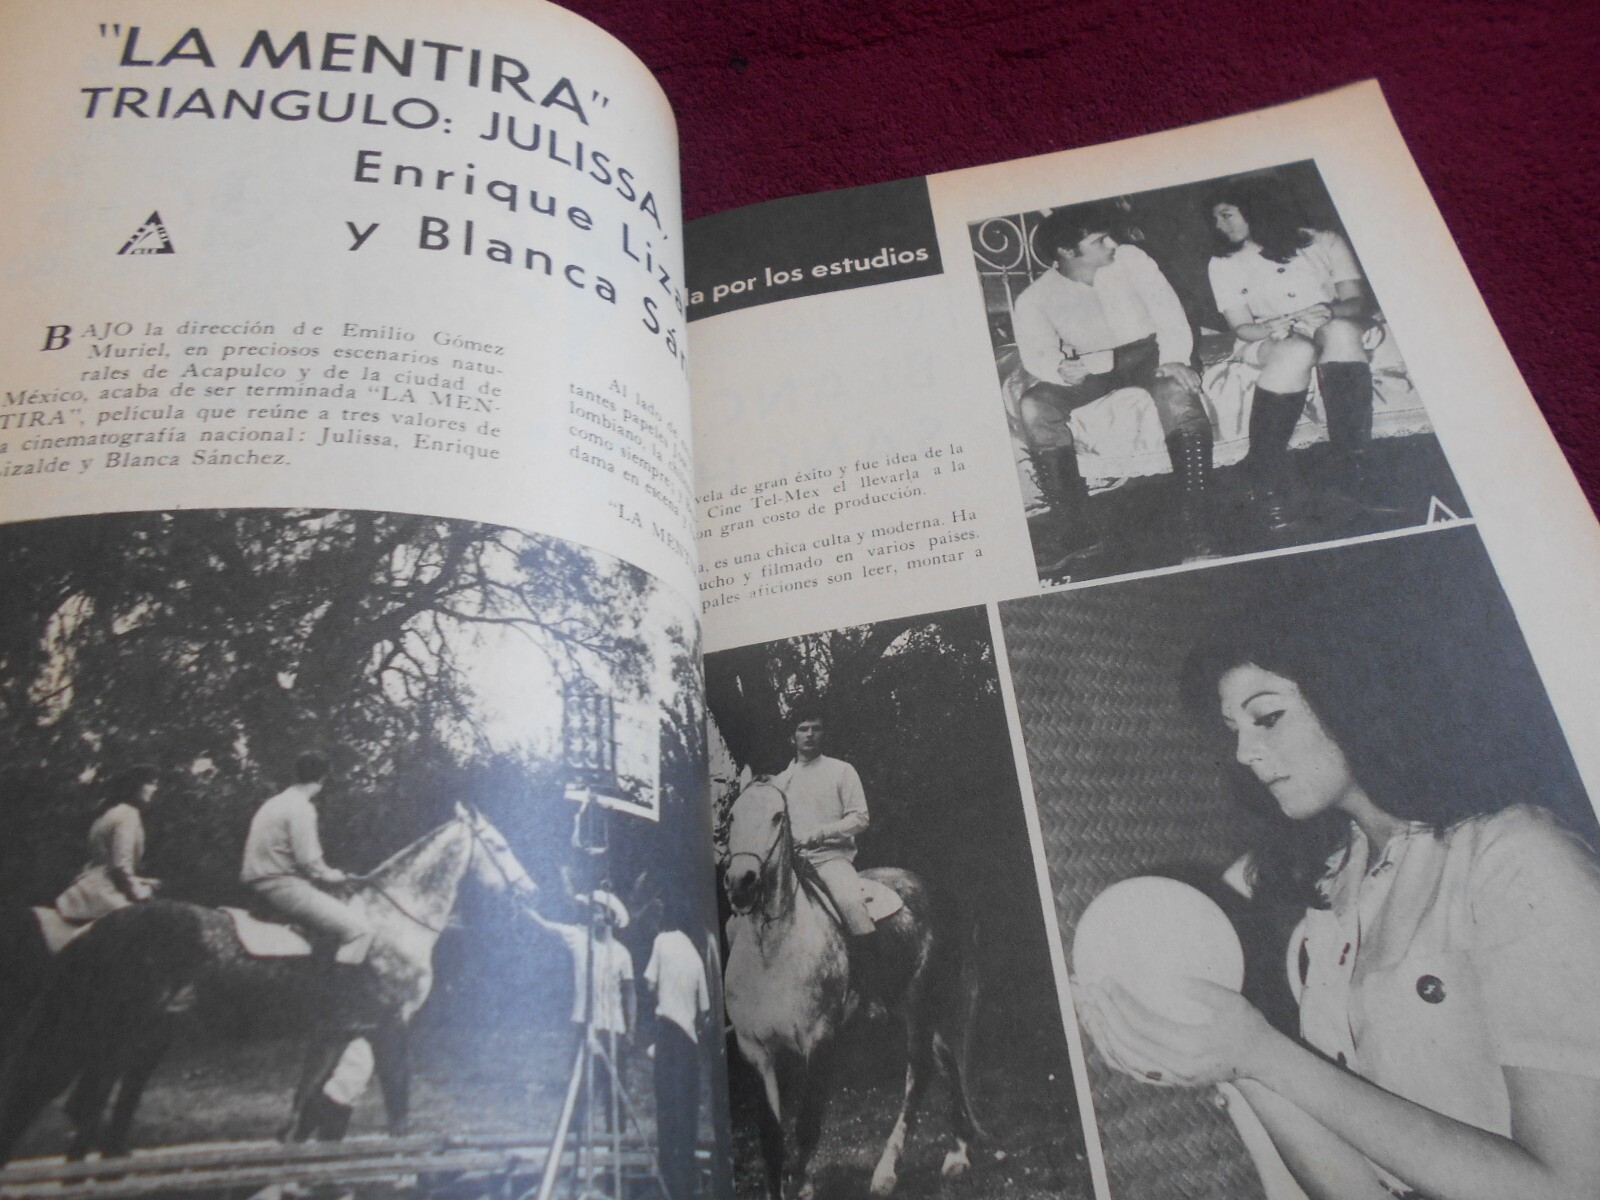 "LA MENTIRA"
TRIANGULO: JULISSA,
Enrique Liza
y Blanca Sán
BAJO la dirección de Emilio Gómez
Muriel, en preciosos escenarios natu-
rales de Acapulco y de la ciudad de
México, acaba de ser terminada "LA MEN-
TIRA", película que reúne a tres valores de
a cinematografía nacional: Julissa, Enrique
izalde y Blanca Sánchez.
Al lado de
tantes papeles
lombiano, la
como siempre; y
dama en escena y
"LA MENT
la por los estudios
vela de gran éxito y fue idea de la
Cine Tel-Mex el llevarla a la
on gran costo de producción.
a, es una chica culta y moderna. Ha
ucho y filmado en varios paises.
pales aficiones son leer, montar a